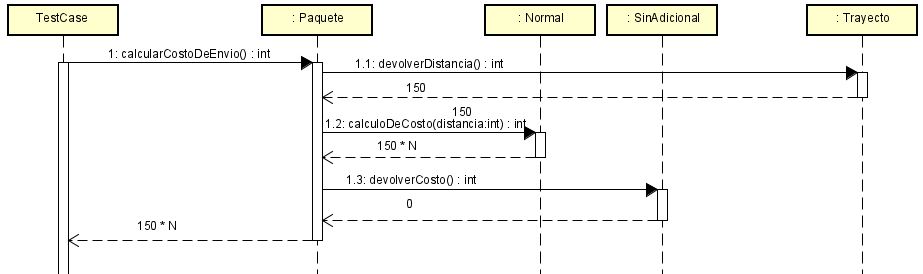 TestCase
: Paquete
: Normal
: SinAdicional
: Trayecto
1: calcularCostoDeEnvio() : int
1.1: devolverDistancia() : int
150
150
1.2: calculoDeCosto(distancia:int) : int
150 * N
1.3: devolverCosto() : int
0
150 * N